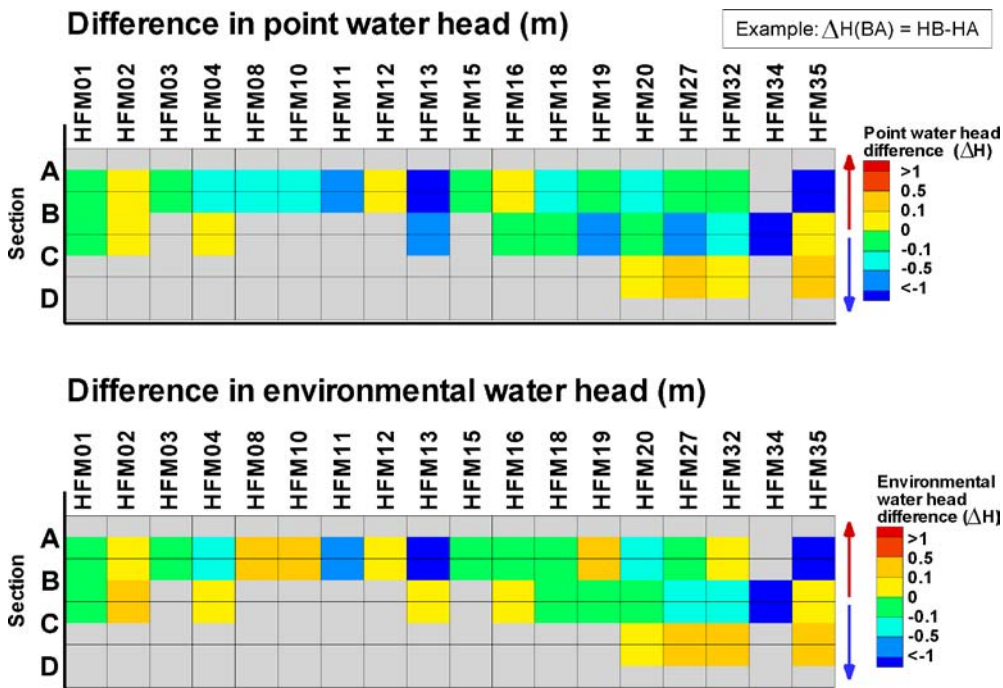 Difference in point water head (m)
Example: ΔH(BA) = HB-HA
HFM01 HFM02 HFM03 HFM04 HFM08 HFM10 HFM11 HFM12 HFM13 HFM15 HFM16 HFM18 HFM19 HFM20 HFM27 HFM32 HFM34 HFM35
Section
A
B
C
D
Point water head
difference (ΔH)
>1
0.5
0.1
0
-0.1
-0.5
<-1
Difference in environmental water head (m)
HFM01 HFM02 HFM03 HFM04 HFM08 HFM10 HFM11 HFM12 HFM13 HFM15 HFM16 HFM18 HFM19 HFM20 HFM27 HFM32 HFM34 HFM35
Section
A
B
C
D
Environmental
water head
difference (ΔH)
>1
0.5
0.1
0
-0.1
-0.5
<-1